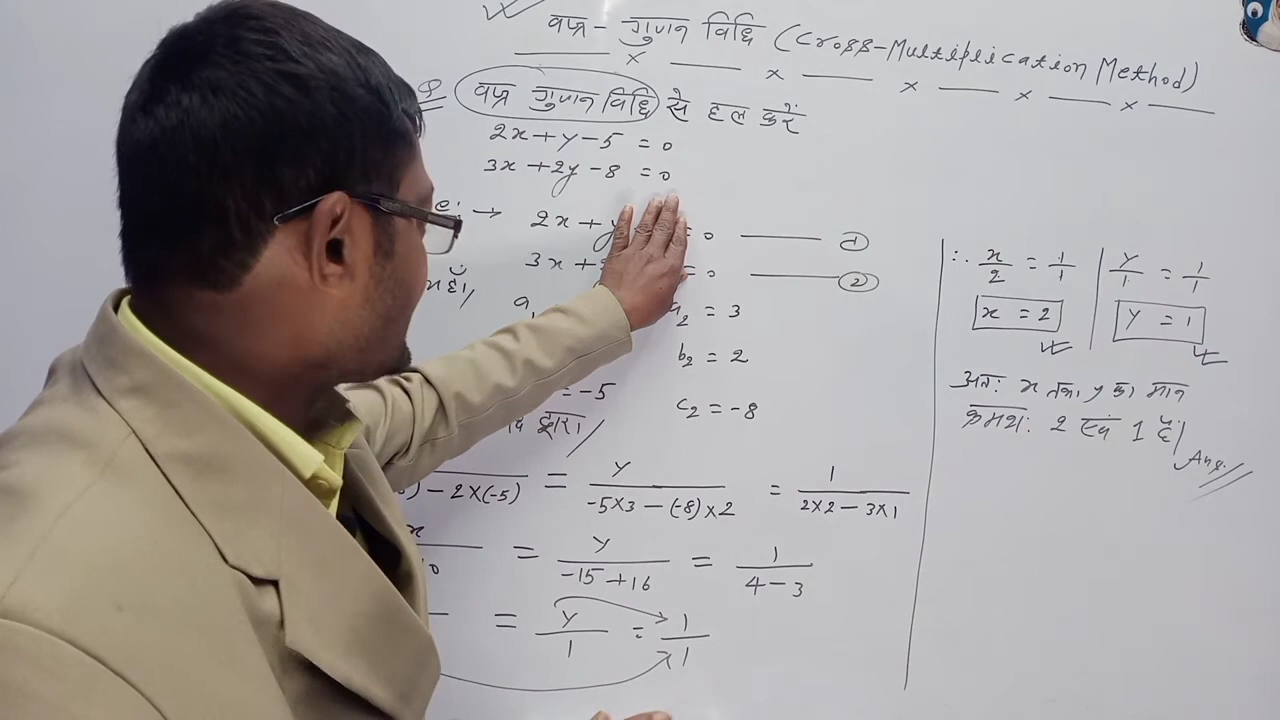 वज्र - गुणन विधि (Cross-Multiplication Method)
Q वज्र गुणन विधि से हल करें
2x + y - 5 = 0
3x + 2y - 8 = 0
→ 2x + y = 0 ——— ①
3x + = 0 ——— ②
यहाँ
a₁ a₂ = 3
b₂ = 2
= -5 c₂ = -8
द्वारा
) - 2×(-5) = y / -5×3 - (-8)×2 = 1 / 2×2 - 3×1
x / 10 = y / -15+16 = 1 / 4-3
= y / 1 = 1 / 1
∴ x/2 = 1/1 | y/1 = 1/1
x = 2 | y = 1
अतः x तथा y का मान
क्रमशः 2 एवं 1 है।
Ans.